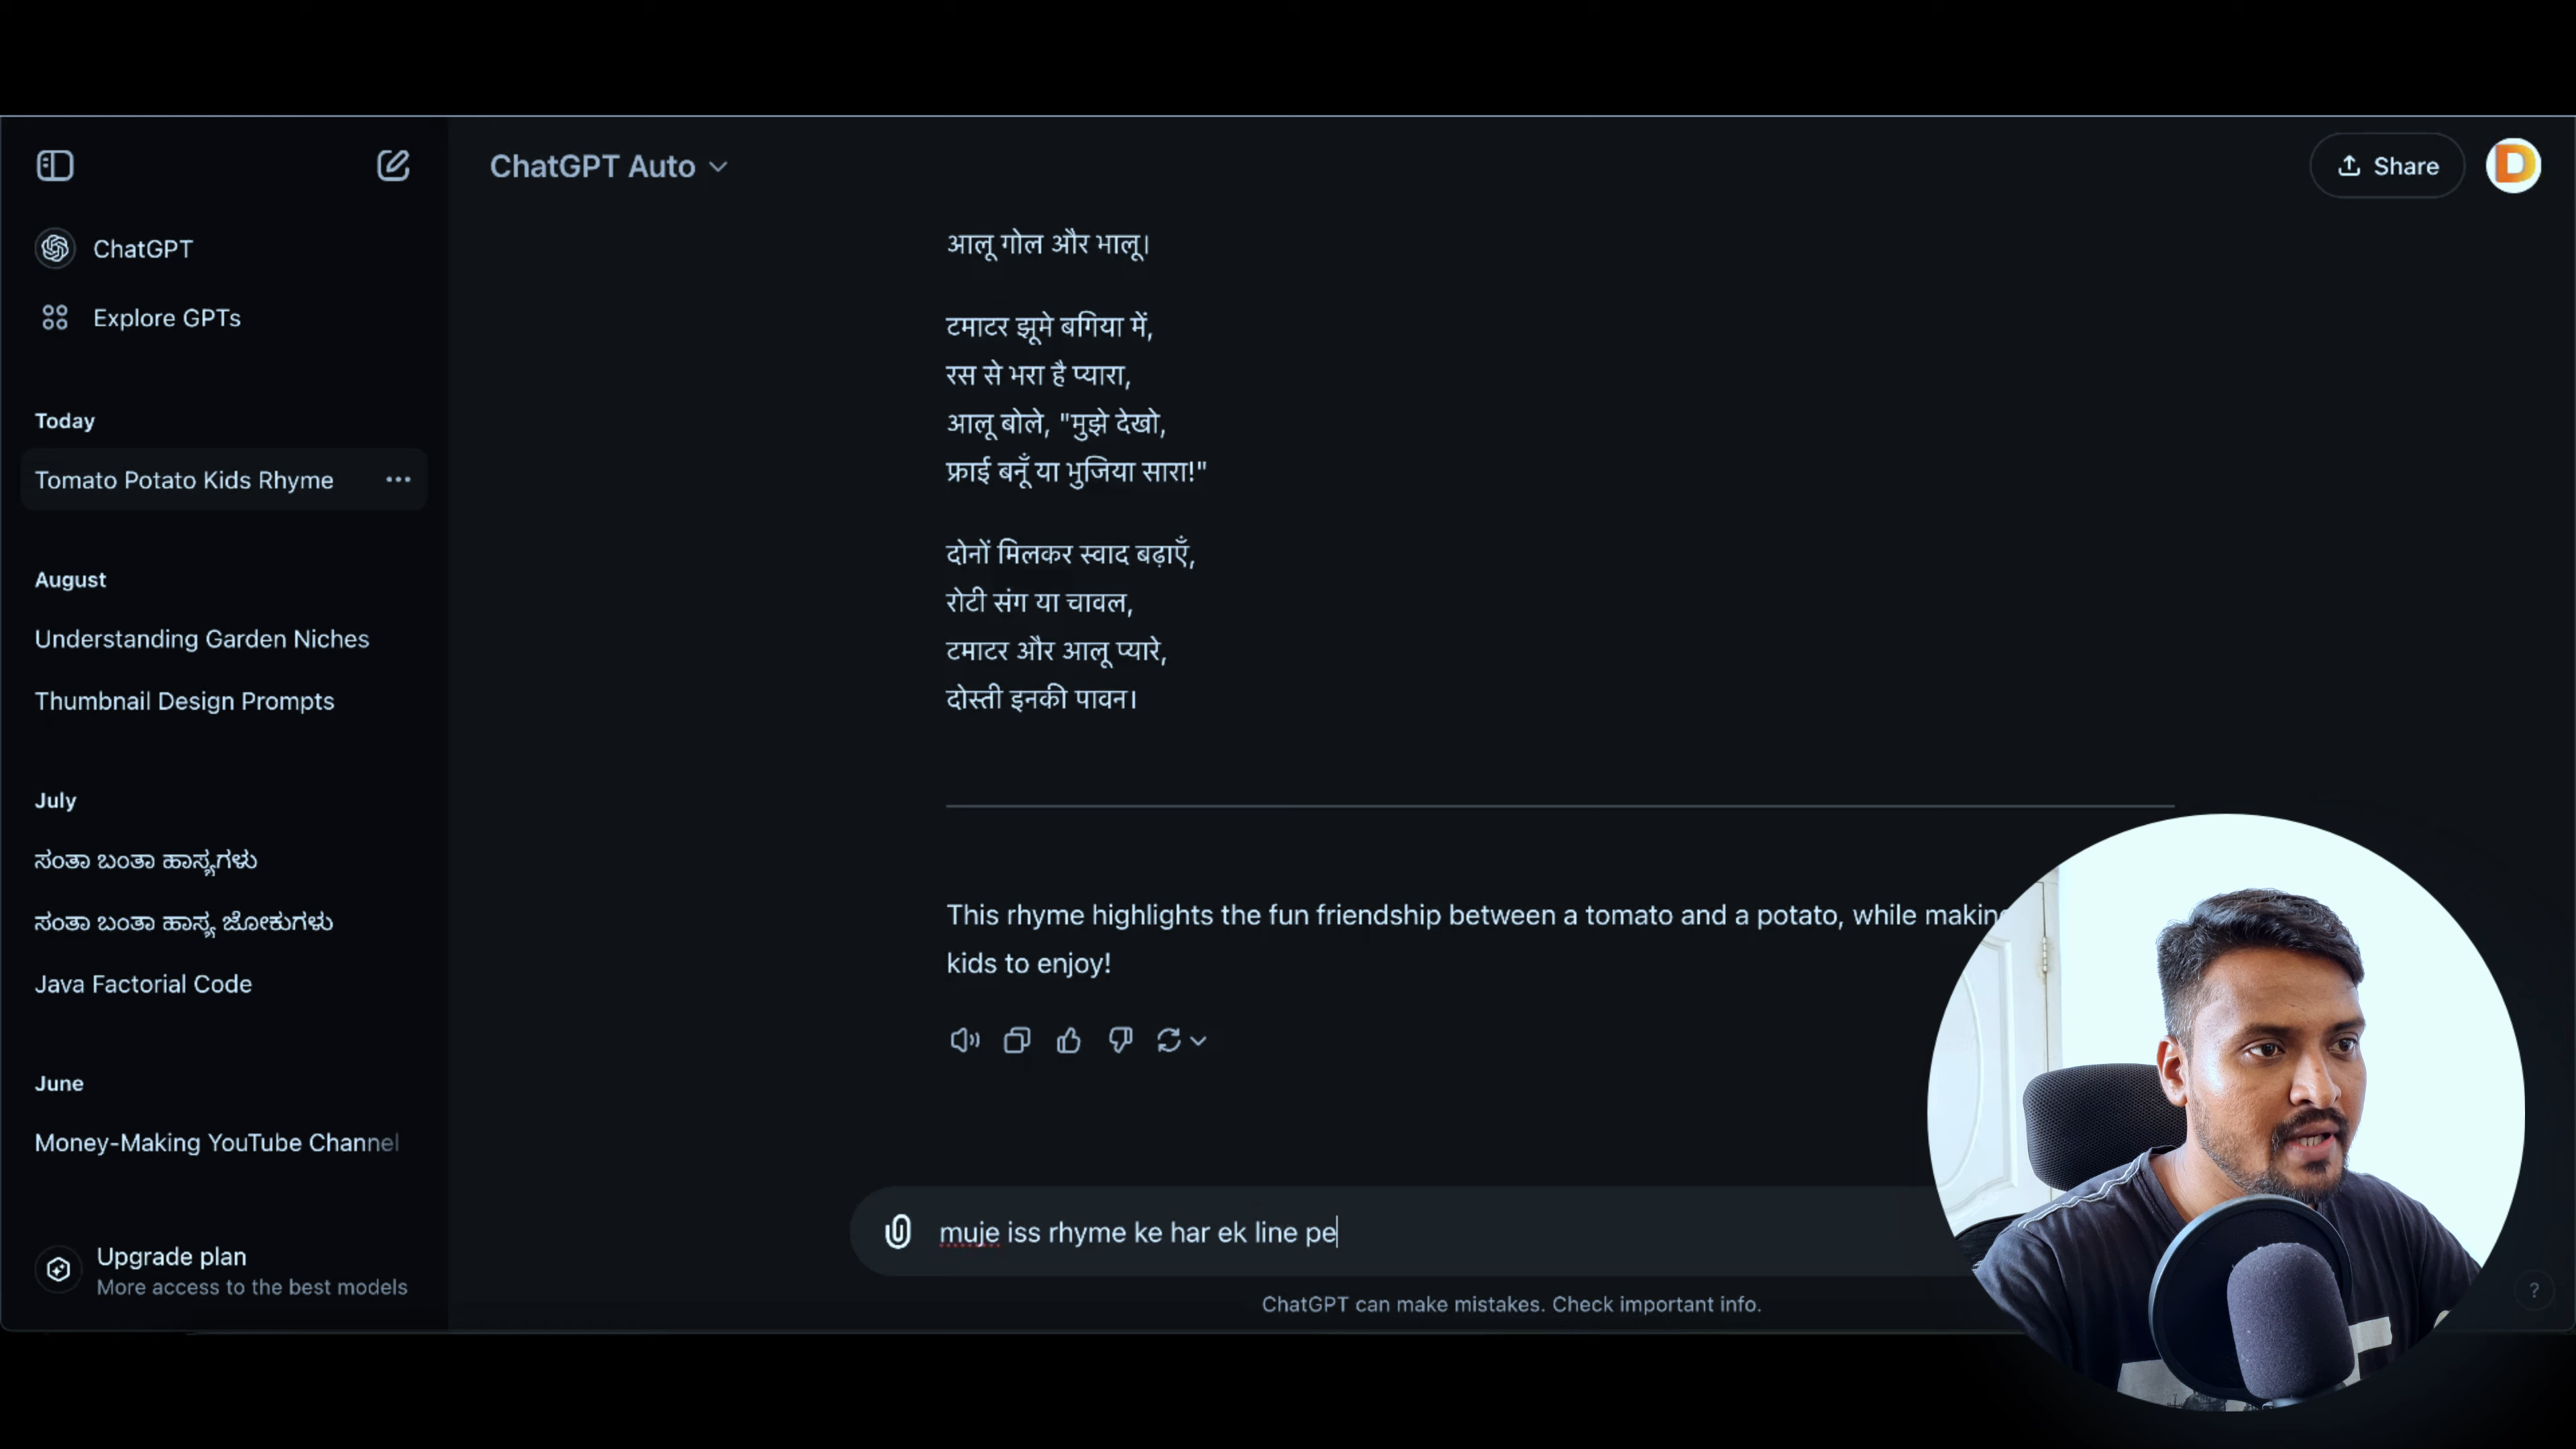 ChatGPT Auto
Share
D
ChatGPT
Explore GPTs
Today
Tomato Potato Kids Rhyme
August
Understanding Garden Niches
Thumbnail Design Prompts
July
ಸಂತಾ ಬಂತಾ ಹಾಸ್ಯಗಳು
ಸಂತಾ ಬಂತಾ ಹಾಸ್ಯ ಜೋಕುಗಳು
Java Factorial Code
June
Money-Making YouTube Channel
Upgrade plan
More access to the best models
आलू गोल और भालू।
टमाटर झूमे बगिया में,
रस से भरा है प्यारा,
आलू बोले, "मुझे देखो,
फ्राई बनूँ या भुजिया सारा!"
दोनों मिलकर स्वाद बढ़ाएँ,
रोटी संग या चावल,
टमाटर और आलू प्यारे,
दोस्ती इनकी पावन।
This rhyme highlights the fun friendship between a tomato and a potato, while making
kids to enjoy!
muje iss rhyme ke har ek line pe
ChatGPT can make mistakes. Check important info.
?